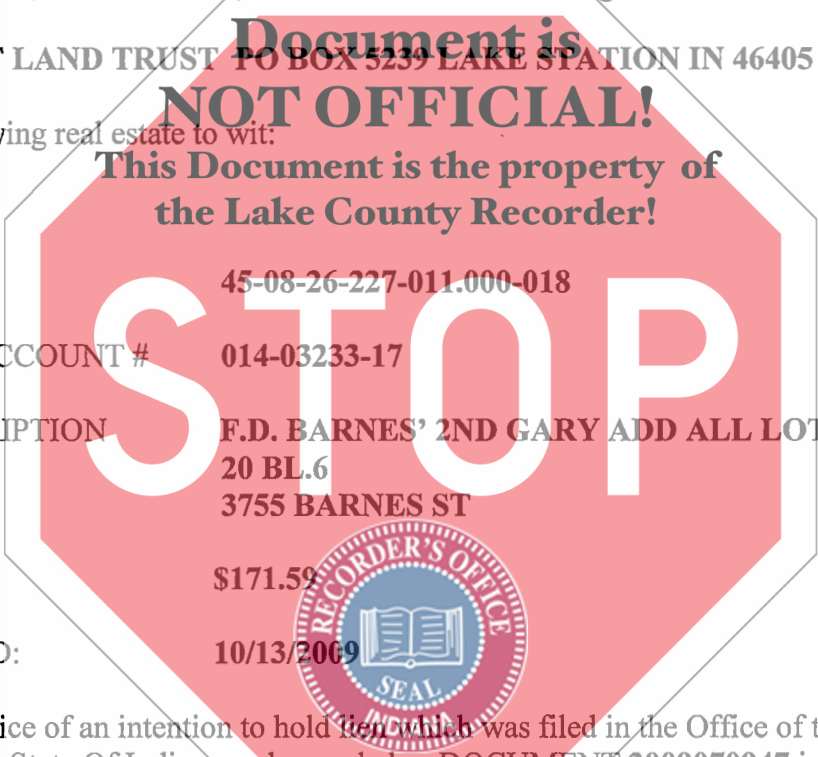 Document is
T LAND TRUST PO BOX 5239 LAKE STATION IN 46405
NOT OFFICIAL!
ving real estate to wit:
This Document is the property of
the Lake County Recorder!
45-08-26-227-011.000-018
STOP
CCOUNT # 014-03233-17
IPTION F.D. BARNES’ 2ND GARY ADD ALL LOT
20 BL.6
3755 BARNES ST
$171.59
RECORDER'S OFFICE
D: 10/13/2009
SEAL
INDIANA
ice of an intention to hold lien which was filed in the Office of t
State Of